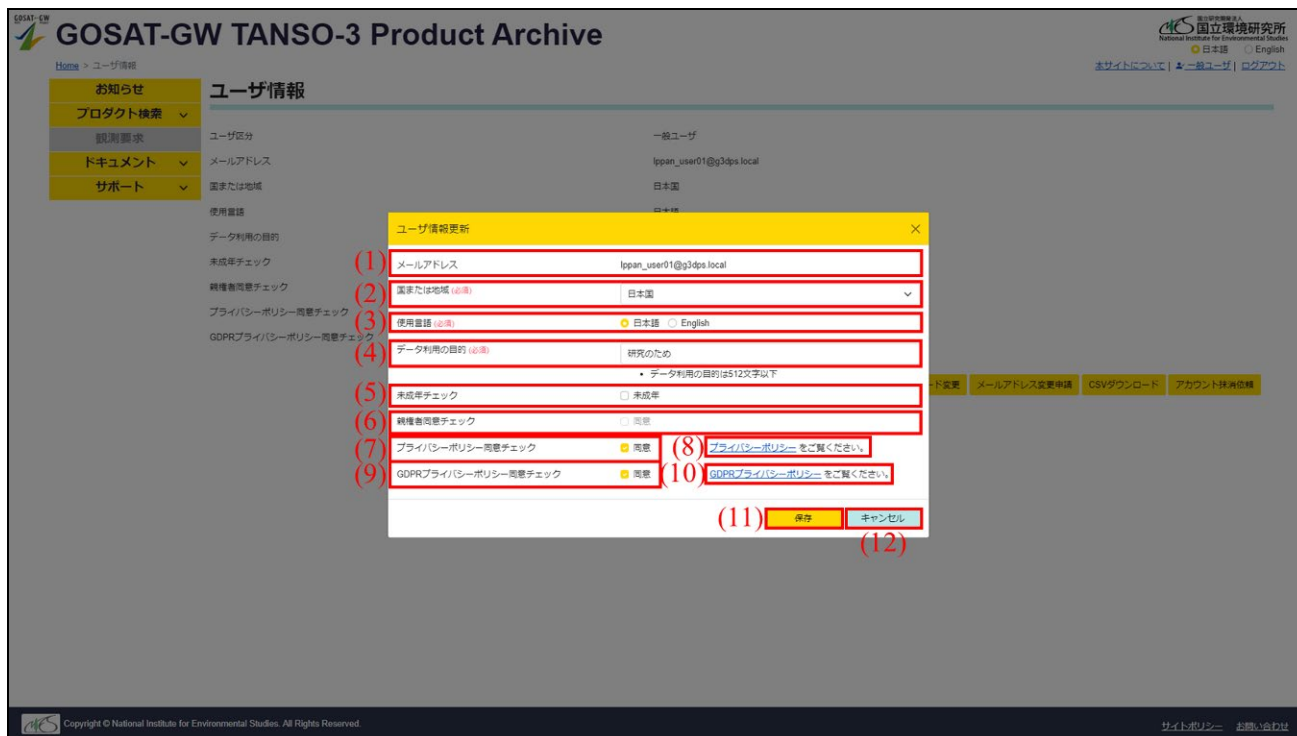 GOSAT-GW
GOSAT-GW TANSO-3 Product Archive
国立研究開発法人
国立環境研究所
National Institute for Environmental Studies
日本語 English
Home > ユーザ情報
本サイトについて | 一般ユーザ | ログアウト
お知らせ
プロダクト検索
観測要求
ドキュメント
サポート
ユーザ情報
ユーザ区分 一般ユーザ
メールアドレス Ippan_user01@g3dps.local
国または地域 日本国
使用言語 日本語
データ利用の目的
未成年チェック
親権者同意チェック
プライバシーポリシー同意チェック
GDPRプライバシーポリシー同意チェック
ユーザ情報更新
(1) メールアドレス Ippan_user01@g3dps.local
(2) 国または地域 (必須) 日本国
(3) 使用言語 (必須) 日本語 English
(4) データ利用の目的 (必須) 研究のため
• データ利用の目的は512文字以下
(5) 未成年チェック 未成年
(6) 親権者同意チェック 同意
(7) プライバシーポリシー同意チェック 同意 (8) プライバシーポリシー をご覧ください。
(9) GDPRプライバシーポリシー同意チェック 同意 (10) GDPRプライバシーポリシー をご覧ください。
(11) 保存 キャンセル
(12)
ード変更 メールアドレス変更申請 CSVダウンロード アカウント抹消依頼
NIES Copyright © National Institute for Environmental Studies. All Rights Reserved.
サイトポリシー お問い合わせ